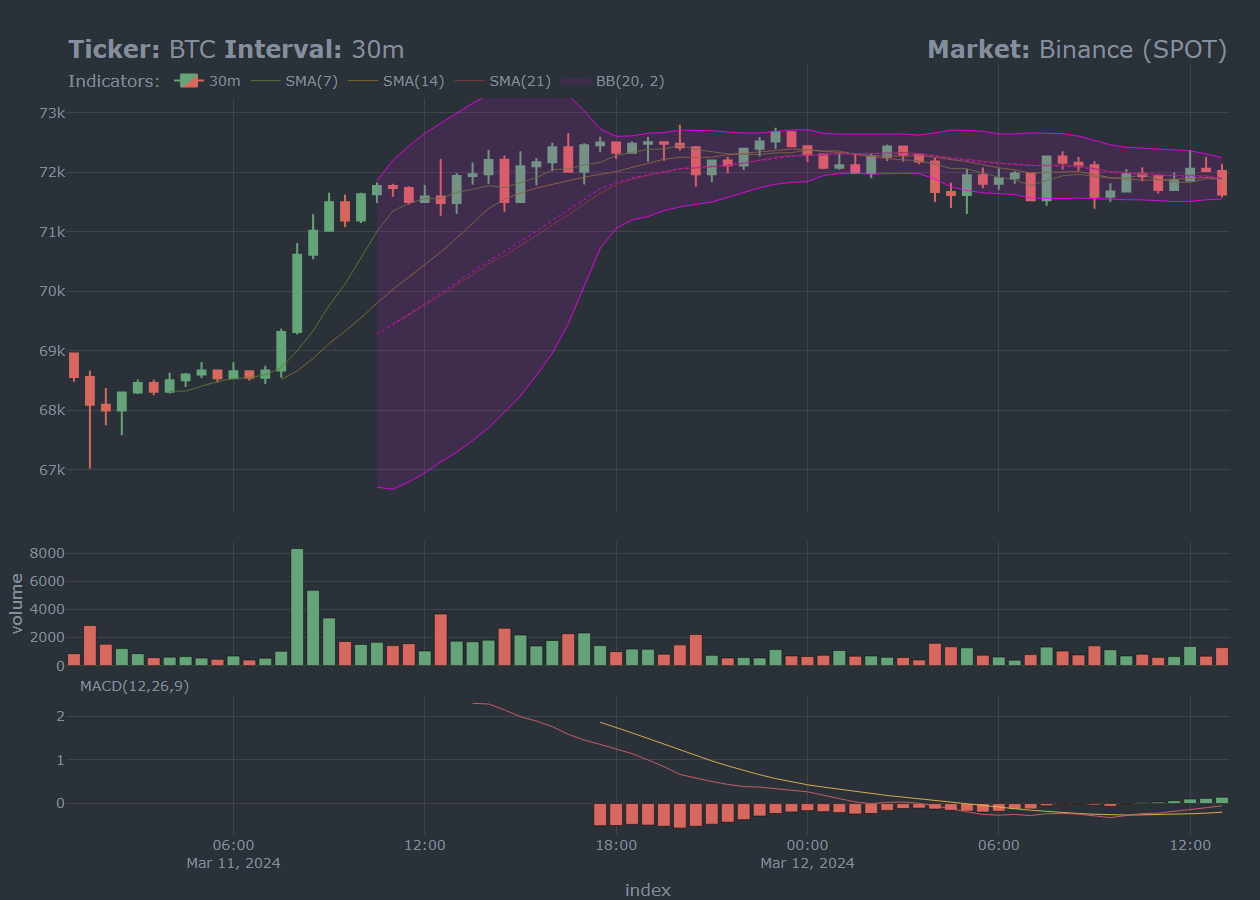 Ticker: BTC Interval: 30m
Market: Binance (SPOT)
Indicators: 30m SMA(7) SMA(14) SMA(21) BB(20, 2)
73k
72k
71k
70k
69k
68k
67k
8000
6000
4000
2000
0
volume
MACD(12,26,9)
2
1
0
06:00 12:00 18:00 00:00 06:00 12:00
Mar 11, 2024 Mar 12, 2024
index